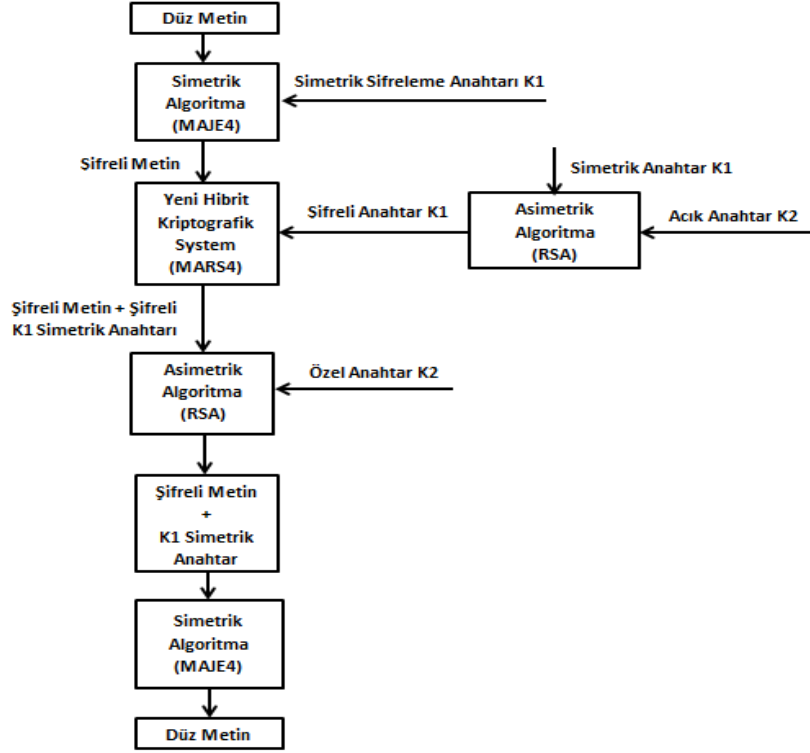 Düz Metin
Simetrik
Algoritma
(MAJE4)
Simetrik Sifreleme Anahtarı K1
Şifreli Metin
Simetrik Anahtar K1
Yeni Hibrit
Kriptografik
System
(MARS4)
Şifreli Anahtar K1
Asimetrik
Algoritma
(RSA)
Acık Anahtar K2
Şifreli Metin + Şifreli
K1 Simetrik Anahtarı
Asimetrik
Algoritma
(RSA)
Özel Anahtar K2
Şifreli Metin
+
K1 Simetrik
Anahtar
Simetrik
Algoritma
(MAJE4)
Düz Metin